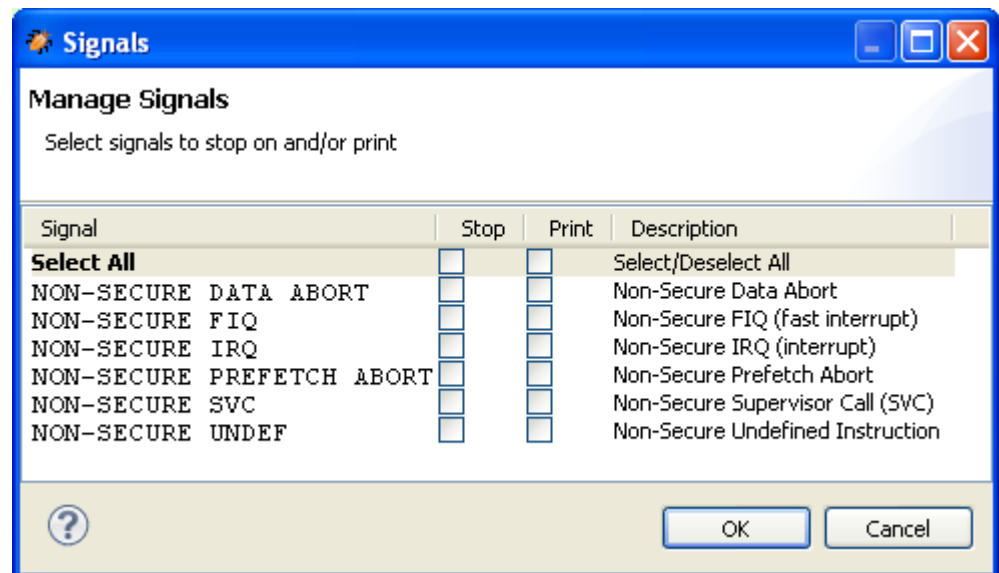 Signals
Manage Signals
Select signals to stop on and/or print
Signal Stop Print Description
Select All Select/Deselect All
NON-SECURE DATA ABORT Non-Secure Data Abort
NON-SECURE FIQ Non-Secure FIQ (fast interrupt)
NON-SECURE IRQ Non-Secure IRQ (interrupt)
NON-SECURE PREFETCH ABORT Non-Secure Prefetch Abort
NON-SECURE SVC Non-Secure Supervisor Call (SVC)
NON-SECURE UNDEF Non-Secure Undefined Instruction
? OK Cancel